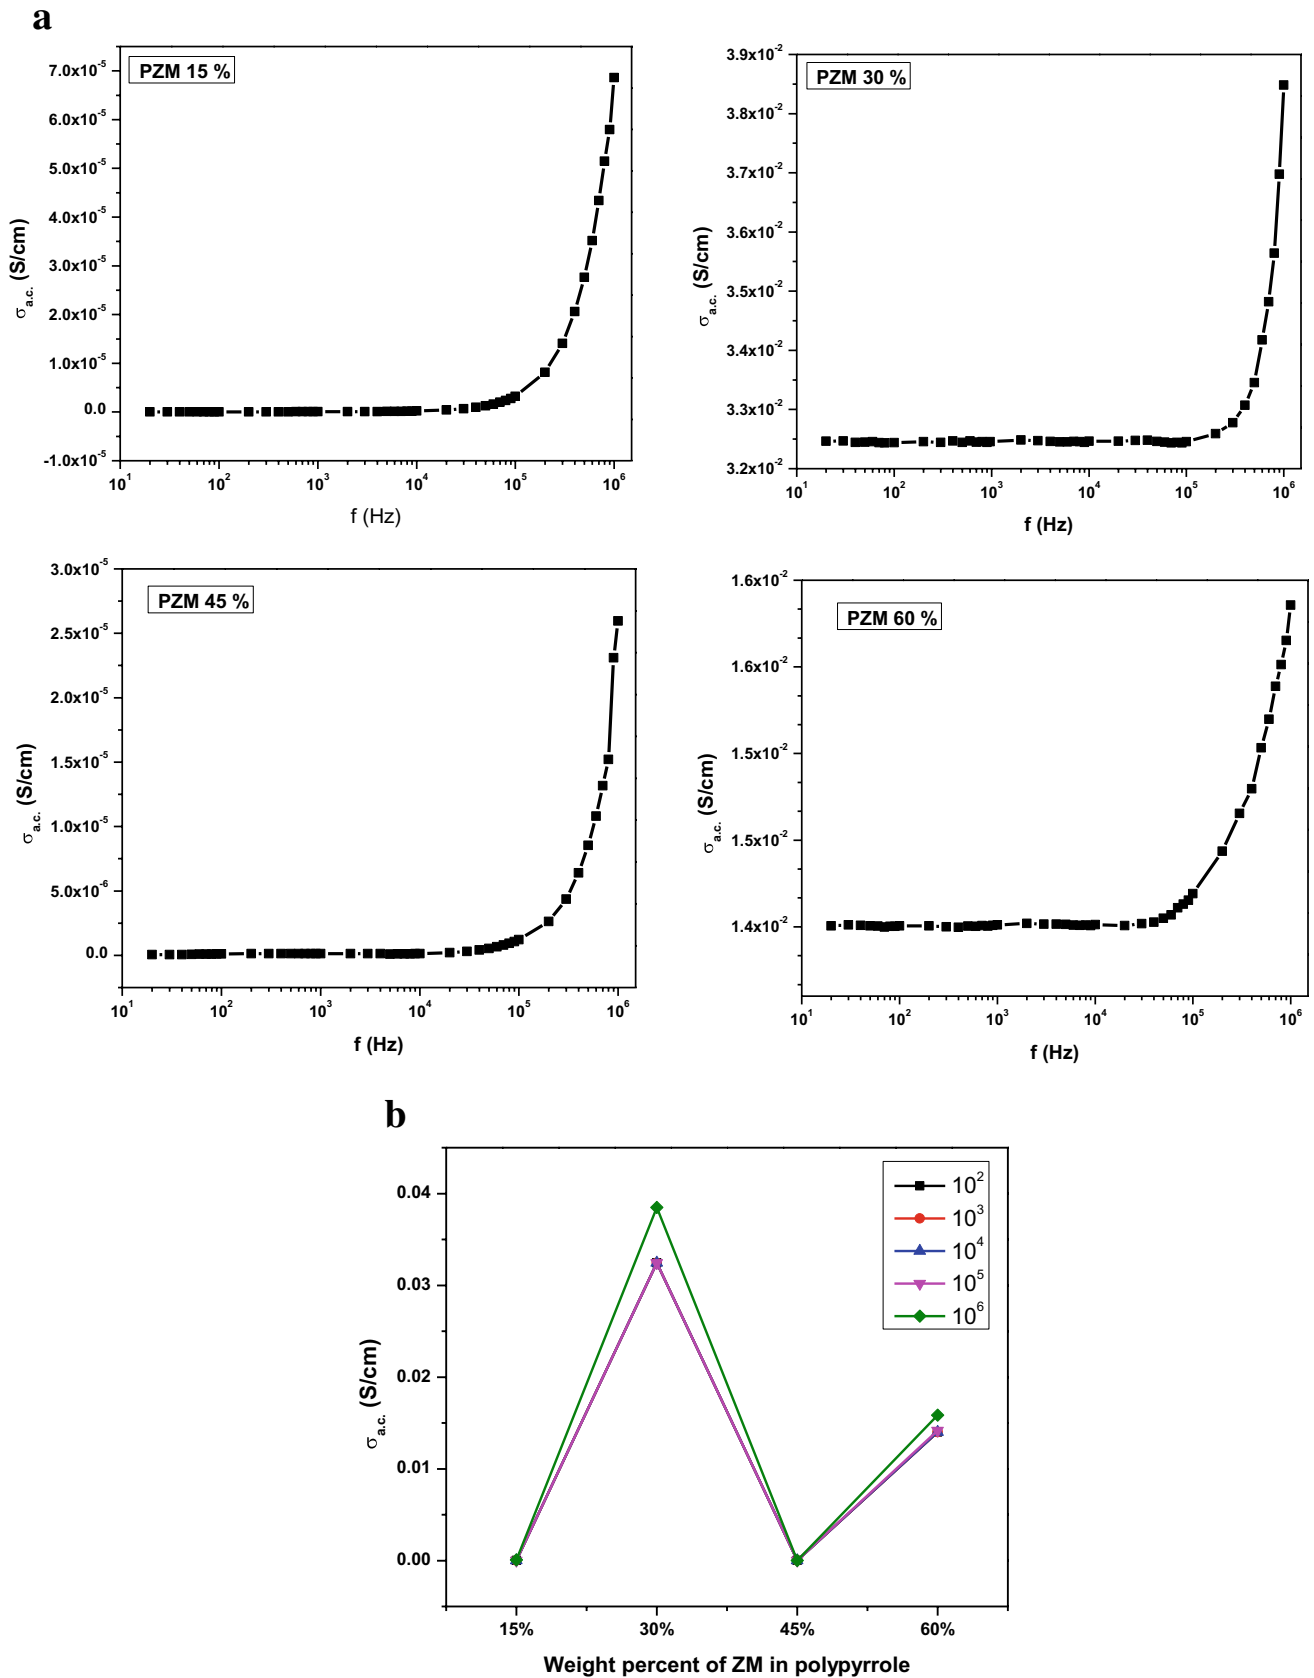 a
PZM 15 %
7.0x10⁻⁵
6.0x10⁻⁵
5.0x10⁻⁵
4.0x10⁻⁵
3.0x10⁻⁵
2.0x10⁻⁵
1.0x10⁻⁵
0.0
-1.0x10⁻⁵
σa.c. (S/cm)
10¹ 10² 10³ 10⁴ 10⁵ 10⁶
f (Hz)
PZM 30 %
3.9x10⁻²
3.8x10⁻²
3.7x10⁻²
3.6x10⁻²
3.5x10⁻²
3.4x10⁻²
3.3x10⁻²
3.2x10⁻²
σa.c. (S/cm)
10¹ 10² 10³ 10⁴ 10⁵ 10⁶
f (Hz)
PZM 45 %
3.0x10⁻⁵
2.5x10⁻⁵
2.0x10⁻⁵
1.5x10⁻⁵
1.0x10⁻⁵
5.0x10⁻⁶
0.0
σa.c. (S/cm)
10¹ 10² 10³ 10⁴ 10⁵ 10⁶
f (Hz)
PZM 60 %
1.6x10⁻²
1.6x10⁻²
1.5x10⁻²
1.5x10⁻²
1.4x10⁻²
σa.c. (S/cm)
10¹ 10² 10³ 10⁴ 10⁵ 10⁶
f (Hz)
b
10²
10³
10⁴
10⁵
10⁶
0.04
0.03
0.02
0.01
0.00
σa.c. (S/cm)
15% 30% 45% 60%
Weight percent of ZM in polypyrrole